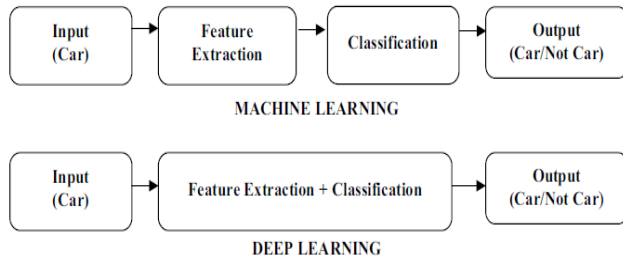 Input
(Car)
Feature
Extraction
Classification
Output
(Car/Not Car)
MACHINE LEARNING
Input
(Car)
Feature Extraction + Classification
Output
(Car/Not Car)
DEEP LEARNING